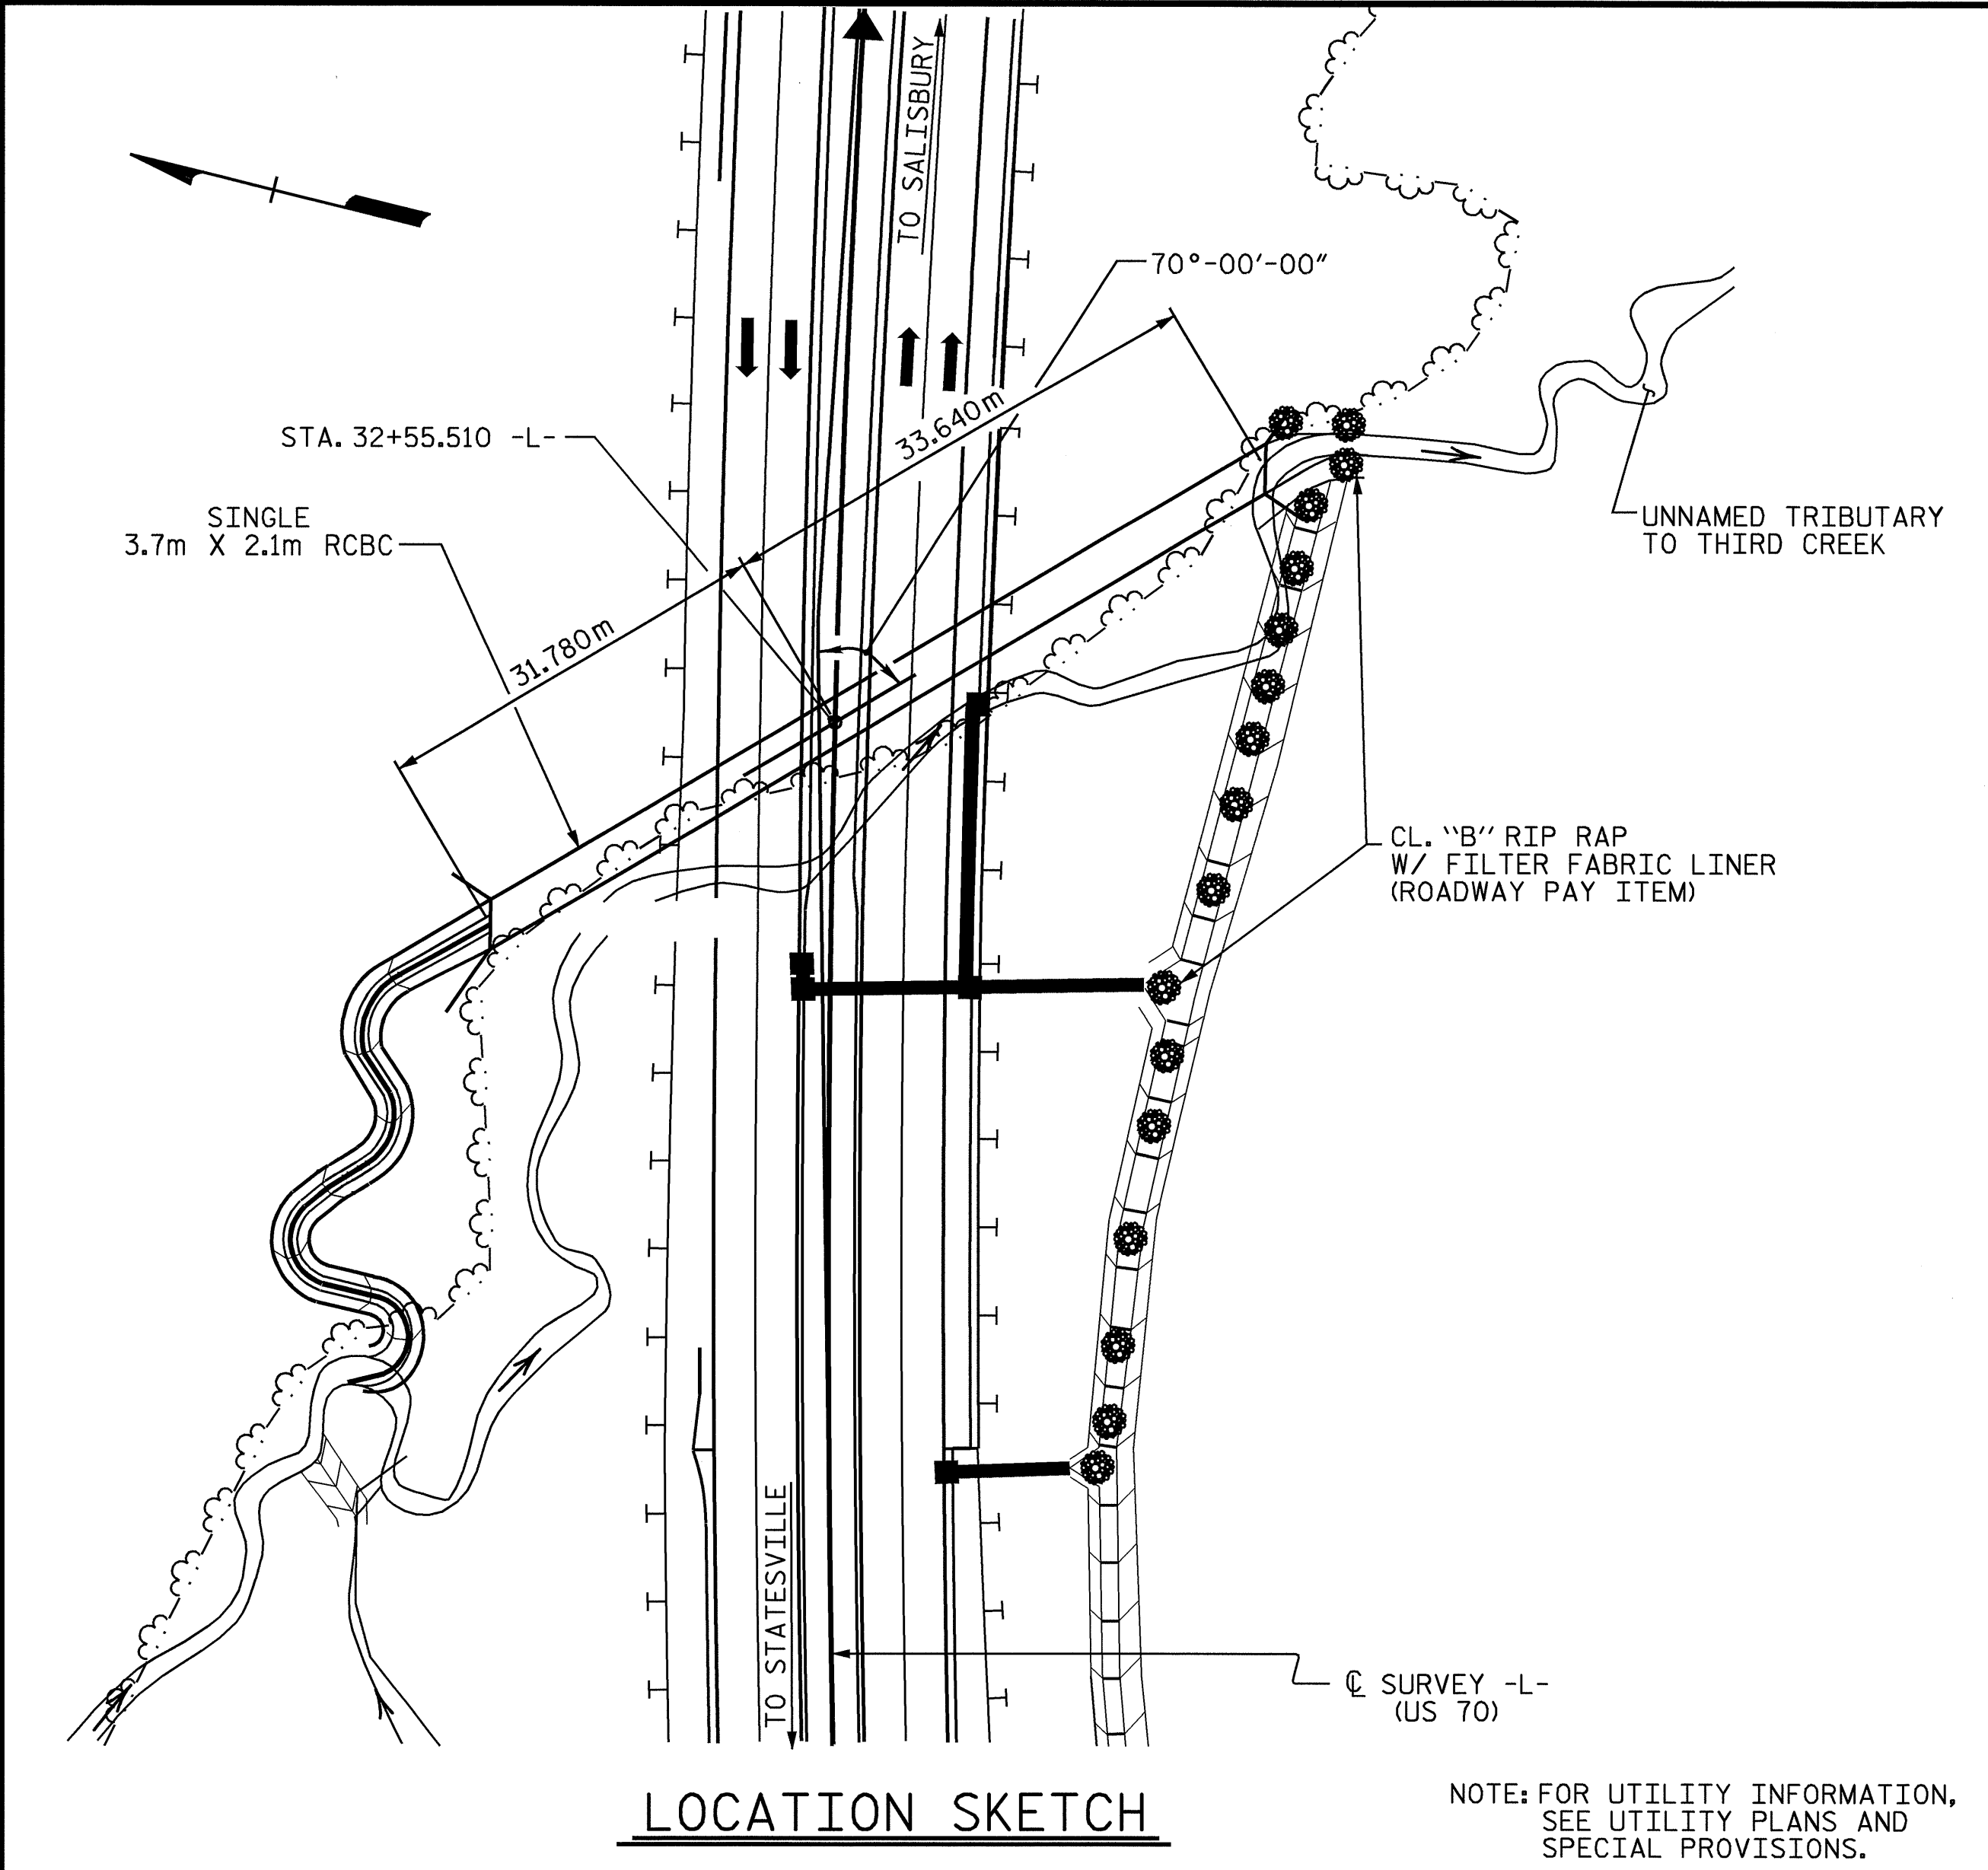 TO SALISBURY
70°-00'-00"
33.640m
STA. 32+55.510 -L-
SINGLE
3.7m X 2.1m RCBC
31.780m
UNNAMED TRIBUTARY
TO THIRD CREEK
CL. "B" RIP RAP
W/ FILTER FABRIC LINER
(ROADWAY PAY ITEM)
TO STATESVILLE
℄ SURVEY -L-
(US 70)
LOCATION SKETCH
NOTE: FOR UTILITY INFORMATION,
SEE UTILITY PLANS AND
SPECIAL PROVISIONS.